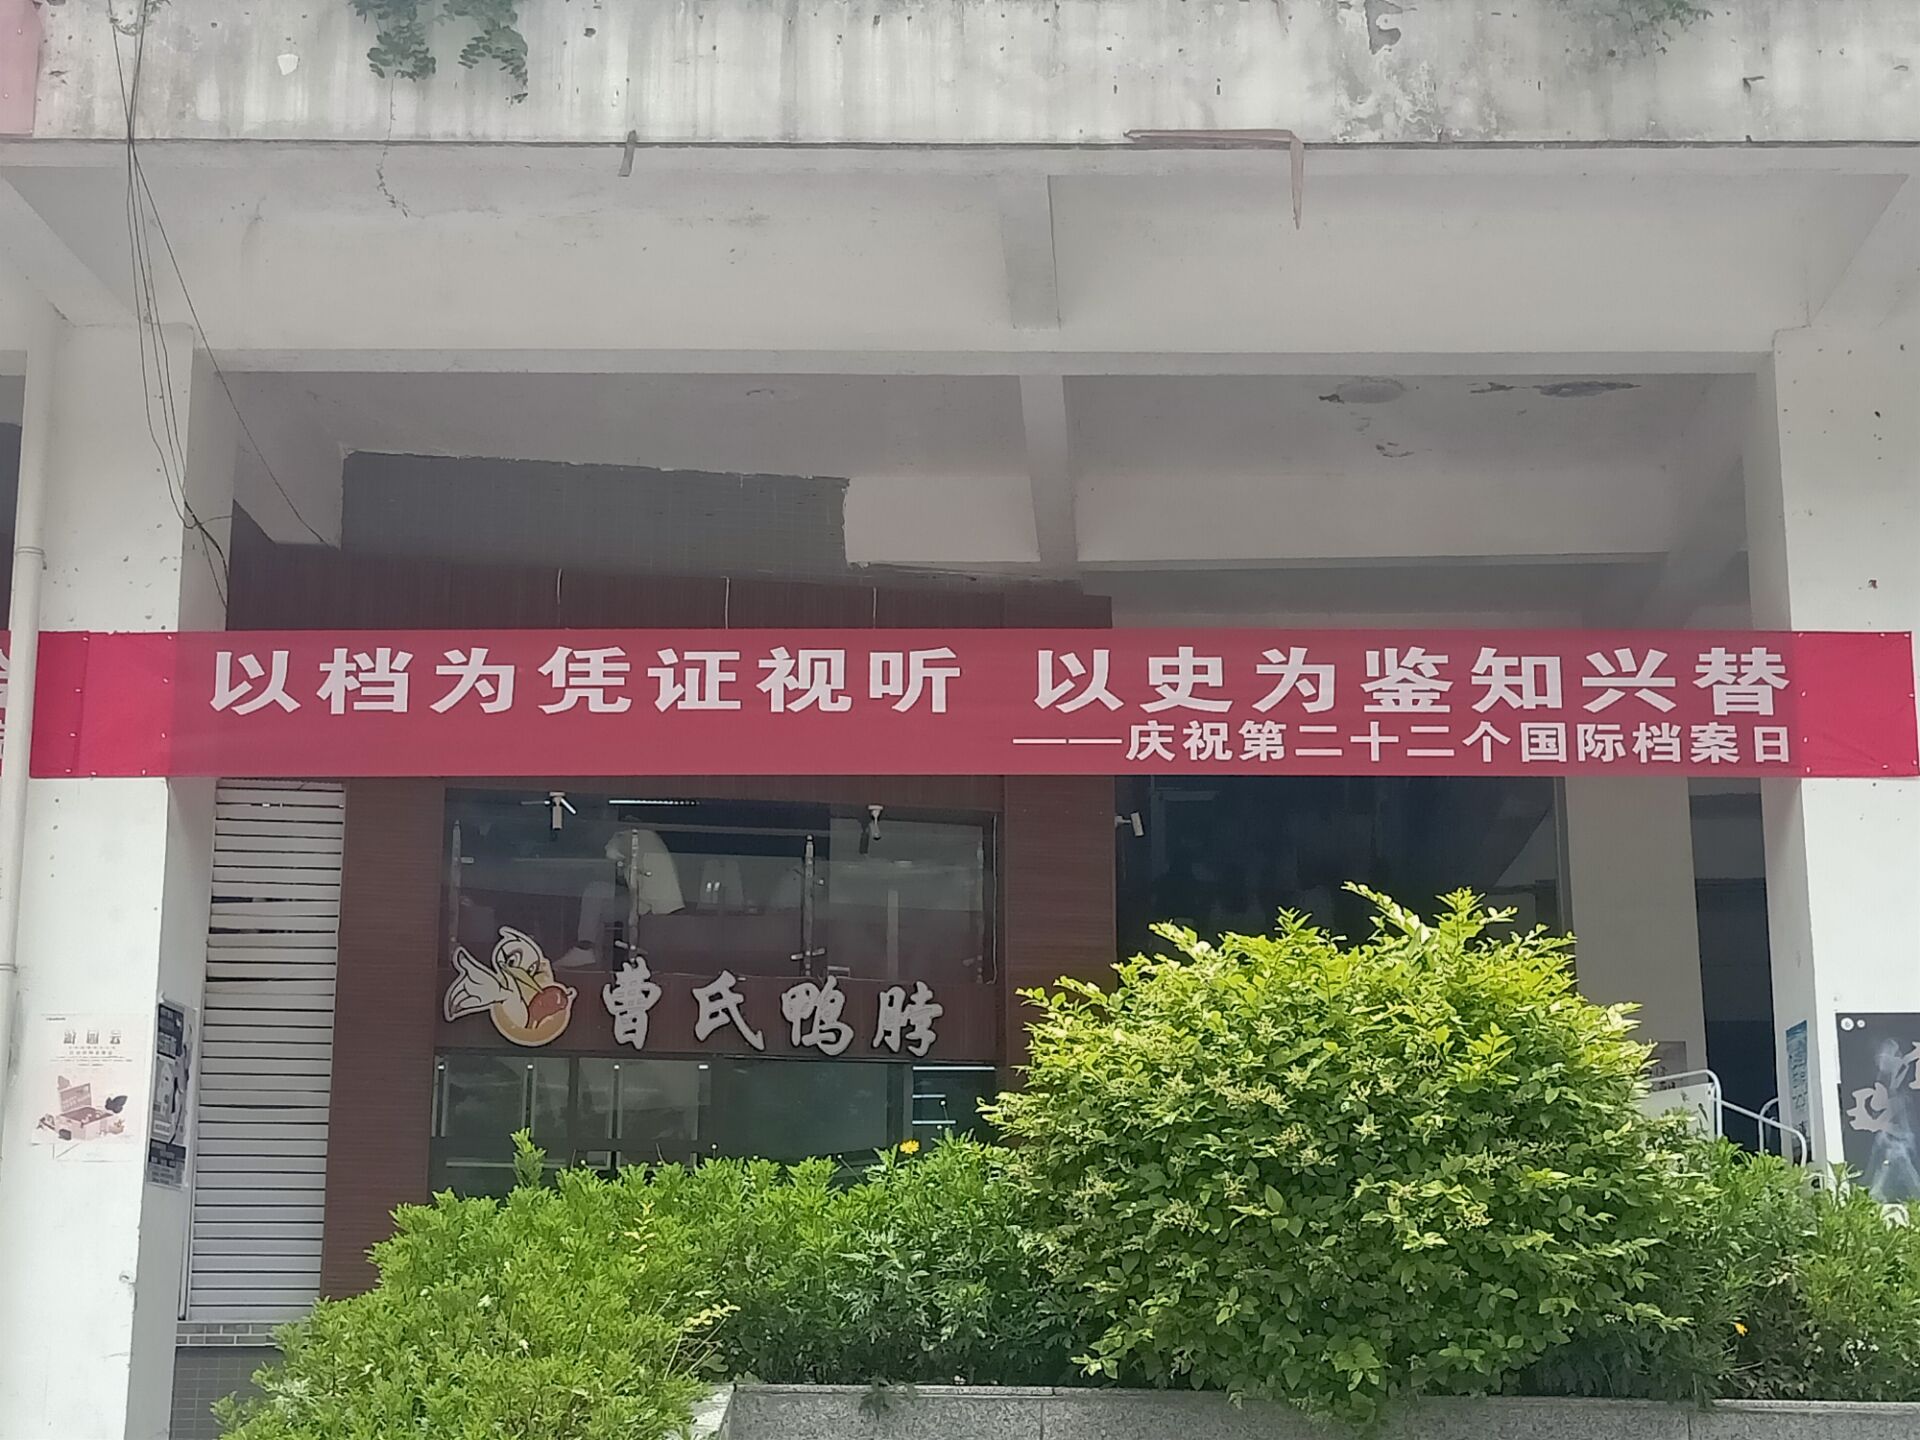 以档为凭证视听 以史为鉴知兴替
——庆祝第二十二个国际档案日
曹氏鸭脖